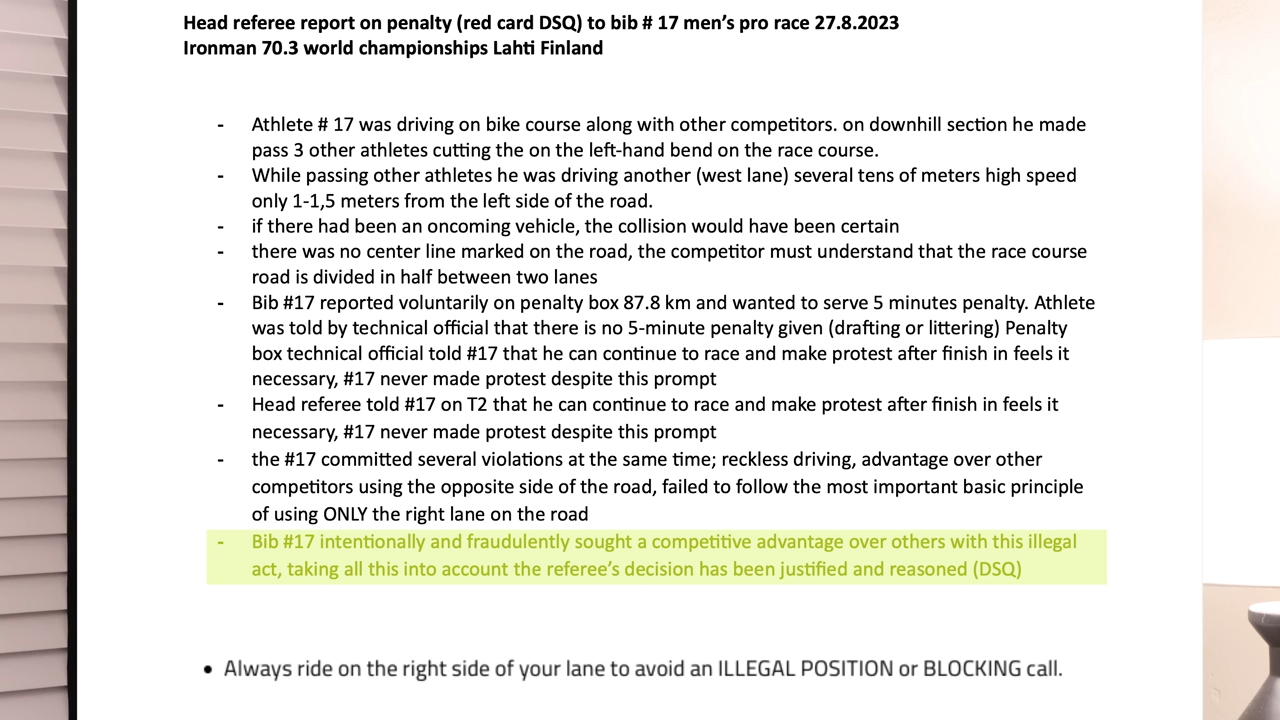 Head referee report on penalty (red card DSQ) to bib # 17 men’s pro race 27.8.2023
Ironman 70.3 world championships Lahti Finland
- Athlete # 17 was driving on bike course along with other competitors. on downhill section he made
pass 3 other athletes cutting the on the left-hand bend on the race course.
- While passing other athletes he was driving another (west lane) several tens of meters high speed
only 1-1,5 meters from the left side of the road.
- if there had been an oncoming vehicle, the collision would have been certain
- there was no center line marked on the road, the competitor must understand that the race course
road is divided in half between two lanes
- Bib #17 reported voluntarily on penalty box 87.8 km and wanted to serve 5 minutes penalty. Athlete
was told by technical official that there is no 5-minute penalty given (drafting or littering) Penalty
box technical official told #17 that he can continue to race and make protest after finish in feels it
necessary, #17 never made protest despite this prompt
- Head referee told #17 on T2 that he can continue to race and make protest after finish in feels it
necessary, #17 never made protest despite this prompt
- the #17 committed several violations at the same time; reckless driving, advantage over other
competitors using the opposite side of the road, failed to follow the most important basic principle
of using ONLY the right lane on the road
- Bib #17 intentionally and fraudulently sought a competitive advantage over others with this illegal
act, taking all this into account the referee’s decision has been justified and reasoned (DSQ)
• Always ride on the right side of your lane to avoid an ILLEGAL POSITION or BLOCKING call.